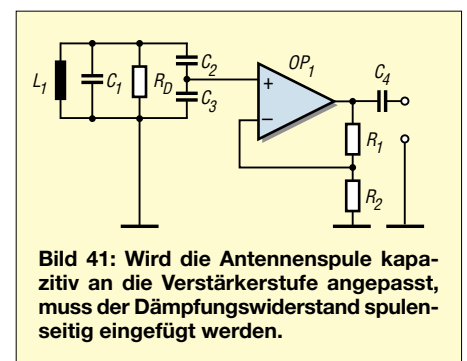 OP1
C2
C4
L1
C1
RD
+
C3
−
R1
R2
Bild 41: Wird die Antennenspule kapa-
zitiv an die Verstärkerstufe angepasst,
muss der Dämpfungswiderstand spulen-
seitig eingefügt werden.